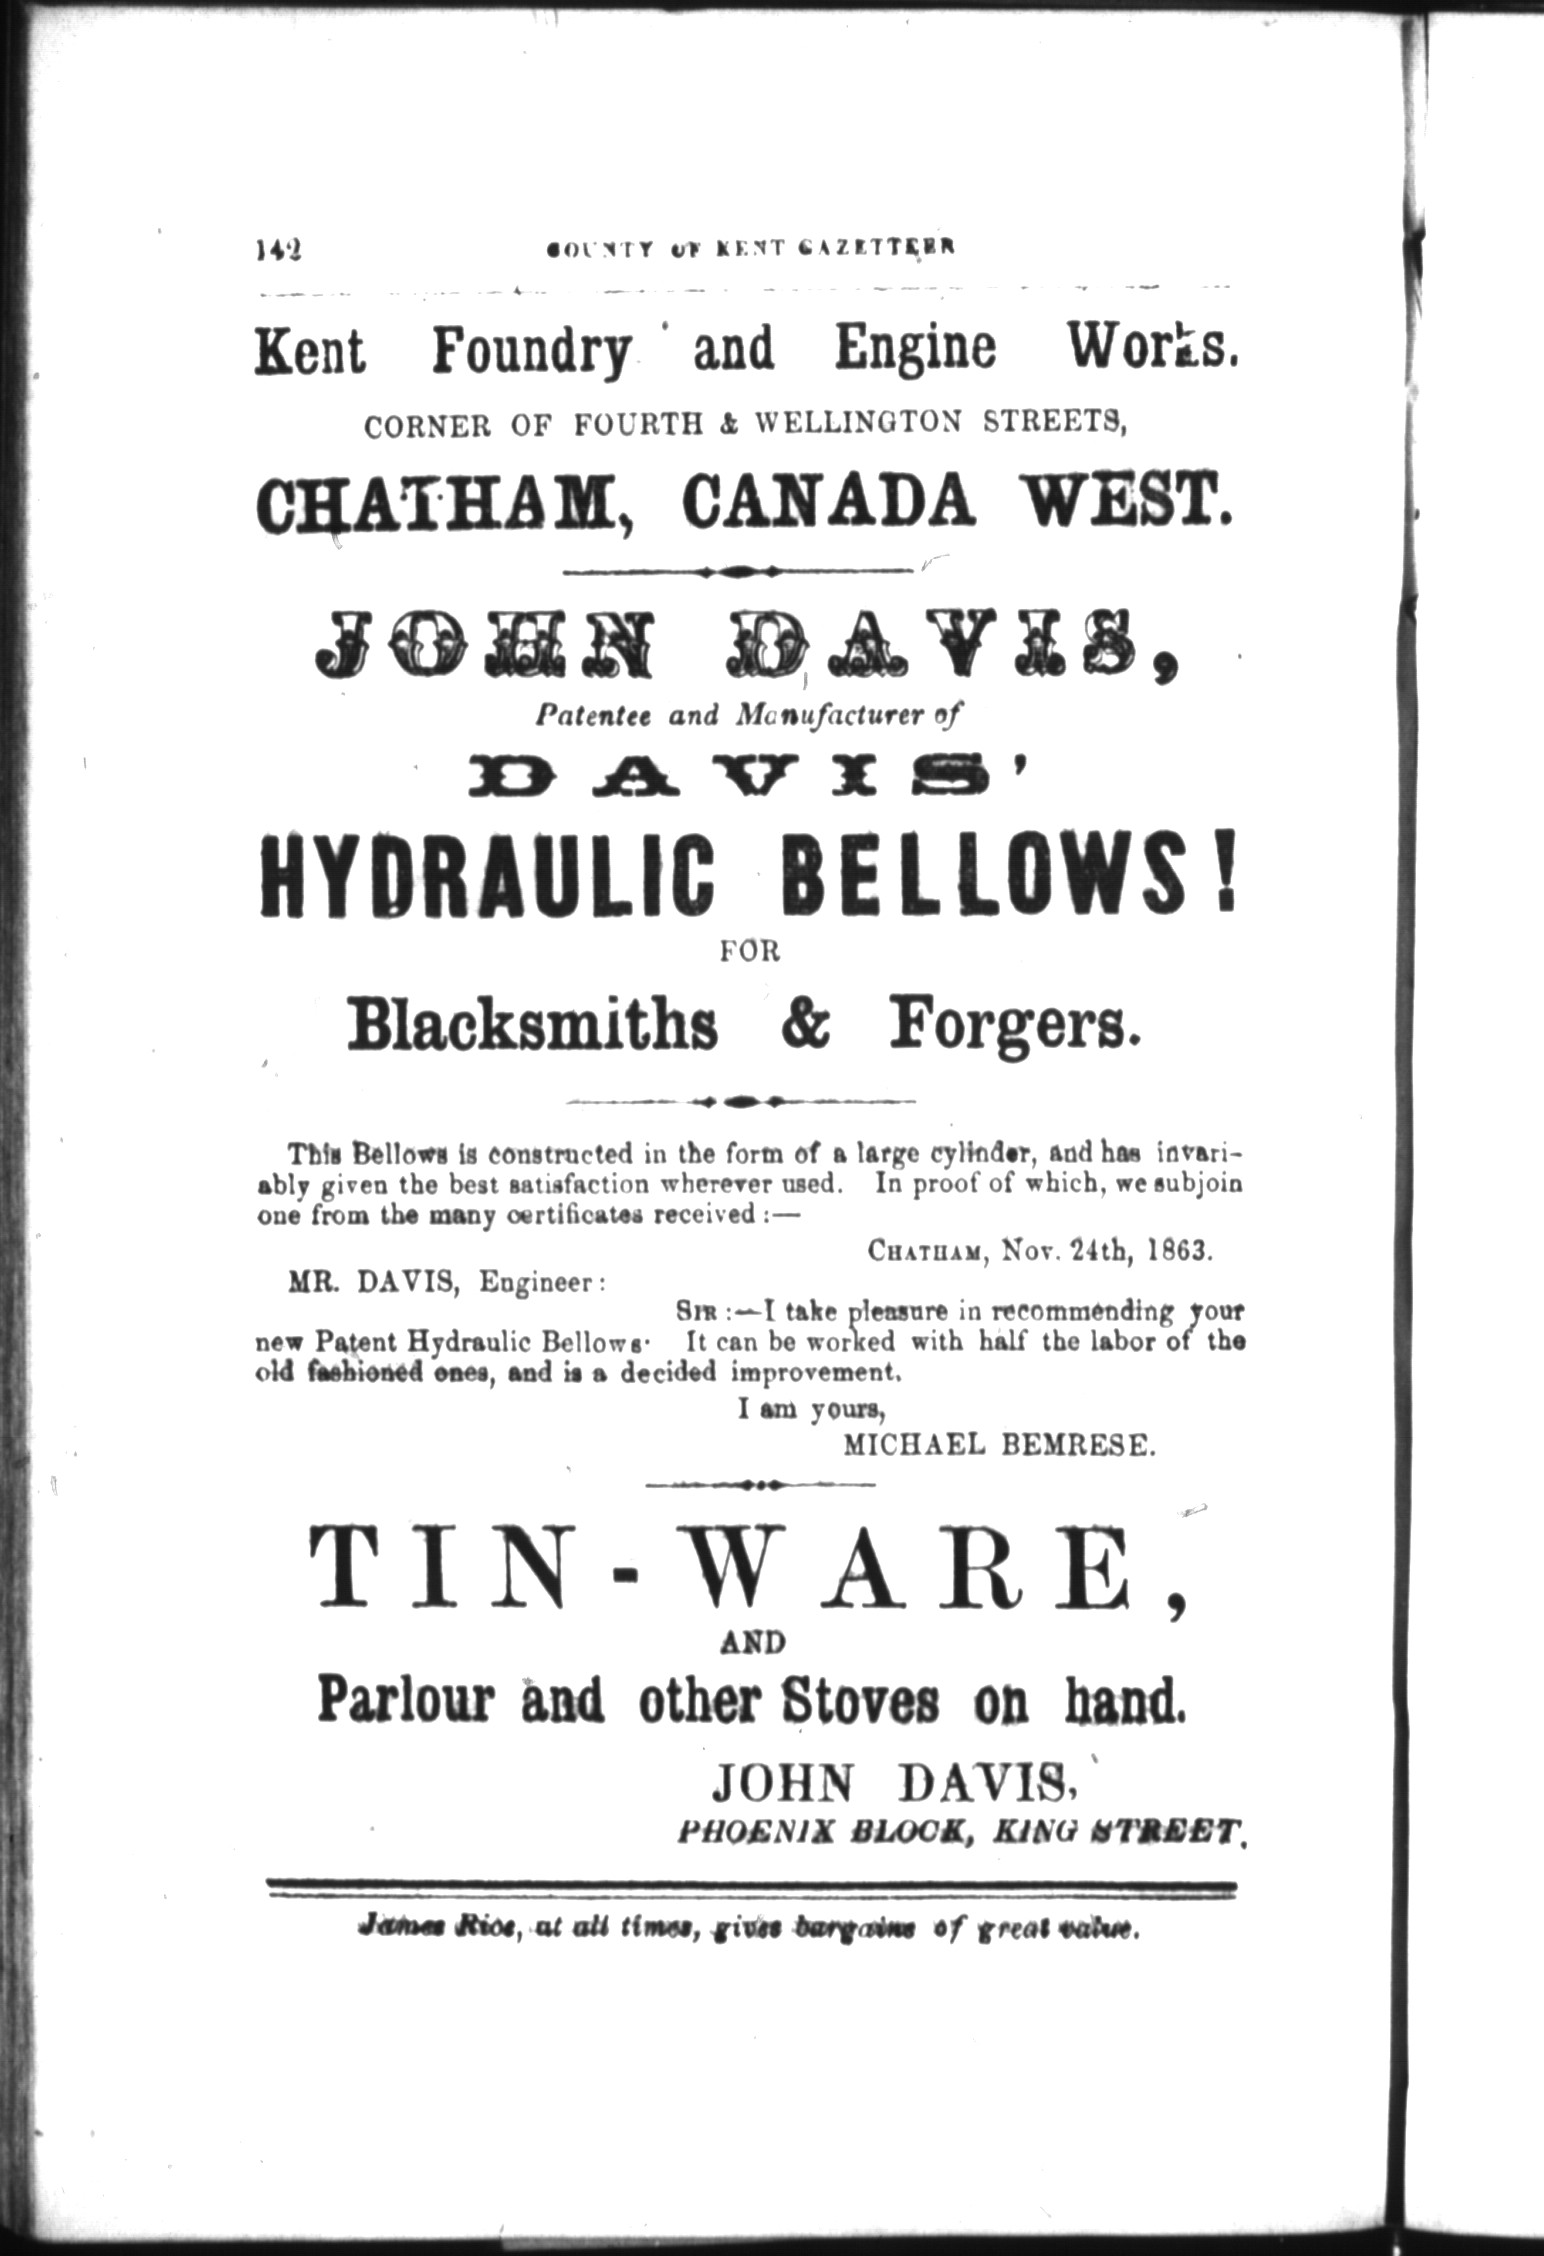 142 COUNTY OF KENT GAZETTEER
Kent Foundry and Engine Works.
CORNER OF FOURTH & WELLINGTON STREETS,
CHATHAM, CANADA WEST.
JOHN DAVIS,
Patentee and Manufacturer of
DAVIS'
HYDRAULIC BELLOWS!
FOR
Blacksmiths & Forgers.
This Bellows is constructed in the form of a large cylinder, and has invari-
ably given the best satisfaction wherever used. In proof of which, we subjoin
one from the many certificates received:—
CHATHAM, Nov. 24th, 1863.
MR. DAVIS, Engineer:
SIR:—I take pleasure in recommending your
new Patent Hydraulic Bellows· It can be worked with half the labor of the
old fashioned ones, and is a decided improvement.
I am yours,
MICHAEL BEMRESE.
TIN-WARE,
AND
Parlour and other Stoves on hand.
JOHN DAVIS,
PHOENIX BLOCK, KING STREET.
James Rice, at all times, gives bargains of great value.